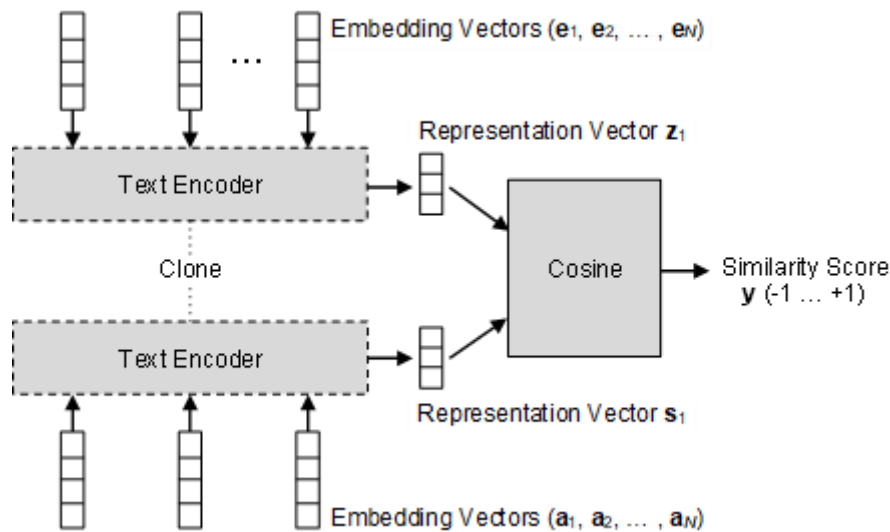 Embedding Vectors (e1, e2, … , eN)
...
Representation Vector z1
Text Encoder
Clone
Cosine
Similarity Score
y (-1 … +1)
Text Encoder
Representation Vector s1
Embedding Vectors (a1, a2, … , aN)